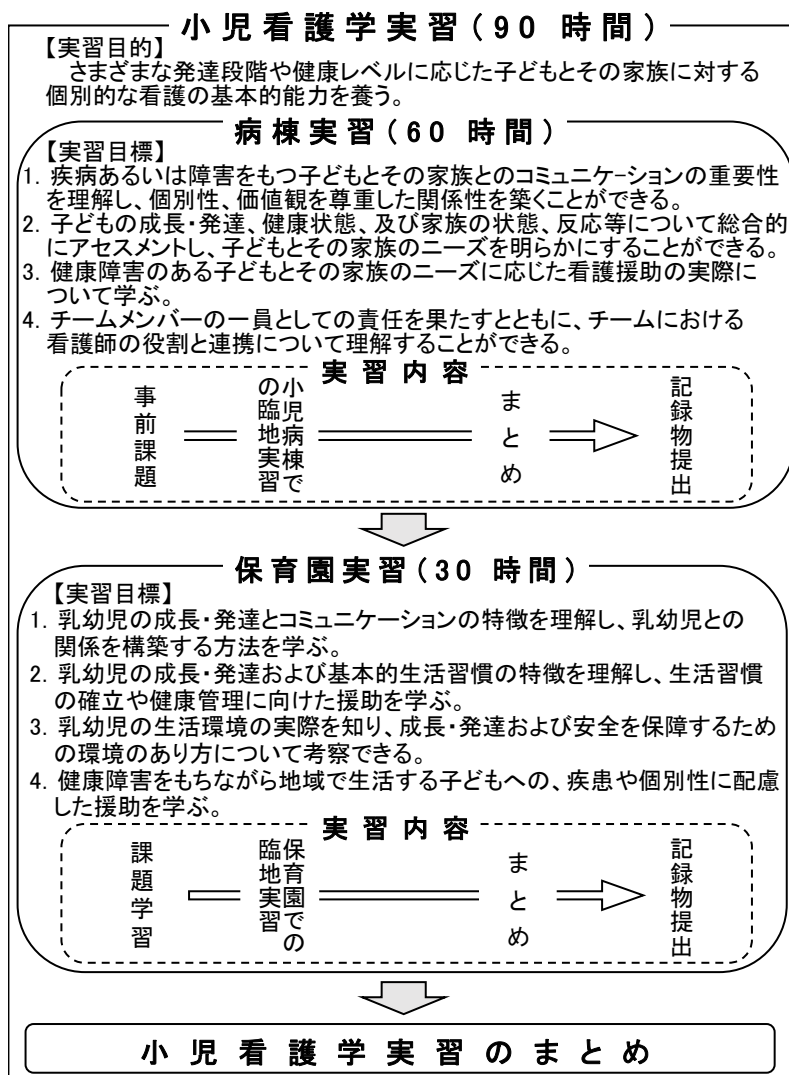 小児看護学実習(90 時間)
【実習目的】
さまざまな発達段階や健康レベルに応じた子どもとその家族に対する
個別的な看護の基本的能力を養う。
病棟実習(60 時間)
【実習目標】
1. 疾病あるいは障害をもつ子どもとその家族とのコミュニケーションの重要性
を理解し、個別性、価値観を尊重した関係性を築くことができる。
2. 子どもの成長・発達、健康状態、及び家族の状態、反応等について総合的
にアセスメントし、子どもとその家族のニーズを明らかにすることができる。
3. 健康障害のある子どもとその家族のニーズに応じた看護援助の実際に
ついて学ぶ。
4. チームメンバーの一員としての責任を果たすとともに、チームにおける
看護師の役割と連携について理解することができる。
実習内容
事前課題
小児病棟で
の臨地実習
まとめ
記録物提出
保育園実習(30 時間)
【実習目標】
1. 乳幼児の成長・発達とコミュニケーションの特徴を理解し、乳幼児との
関係を構築する方法を学ぶ。
2. 乳幼児の成長・発達および基本的生活習慣の特徴を理解し、生活習慣
の確立や健康管理に向けた援助を学ぶ。
3. 乳幼児の生活環境の実際を知り、成長・発達および安全を保障するため
の環境のあり方について考察できる。
4. 健康障害をもちながら地域で生活する子どもへの、疾患や個別性に配慮
した援助を学ぶ。
実習内容
課題学習
保育園での
臨地実習
まとめ
記録物提出
小児看護学実習のまとめ